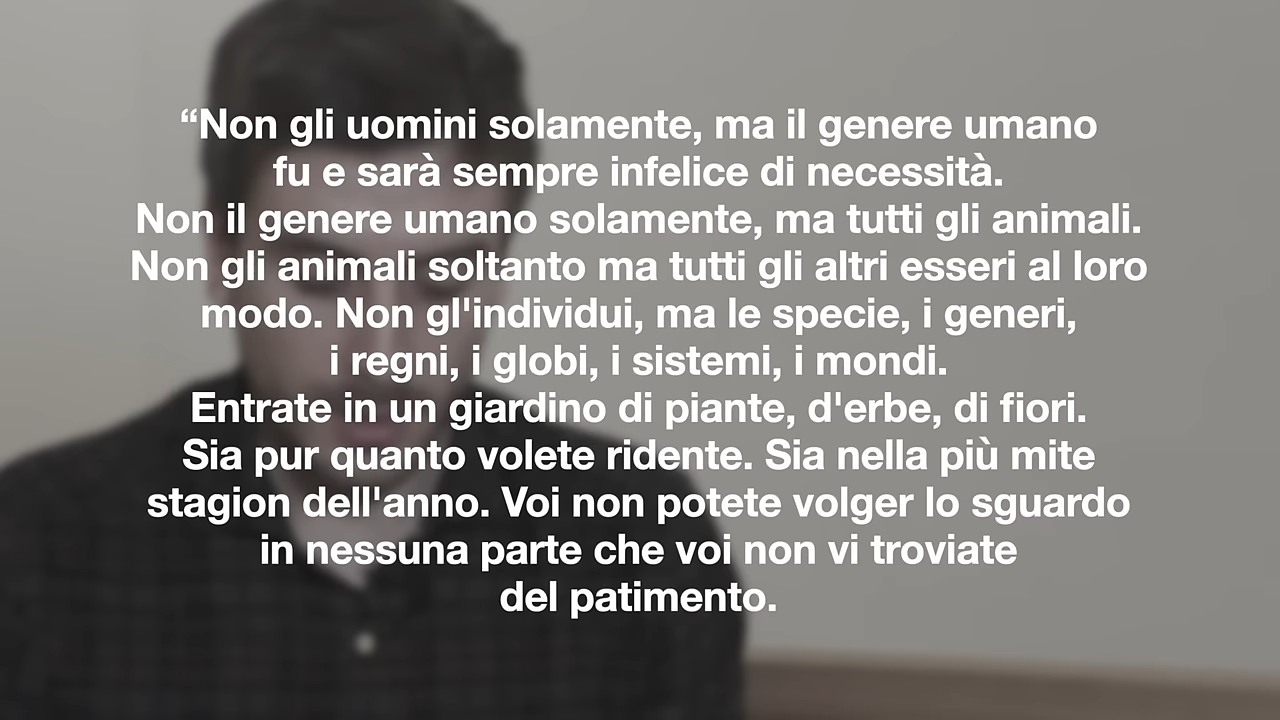 “Non gli uomini solamente, ma il genere umano
fu e sarà sempre infelice di necessità.
Non il genere umano solamente, ma tutti gli animali.
Non gli animali soltanto ma tutti gli altri esseri al loro
modo. Non gl'individui, ma le specie, i generi,
i regni, i globi, i sistemi, i mondi.
Entrate in un giardino di piante, d'erbe, di fiori.
Sia pur quanto volete ridente. Sia nella più mite
stagion dell'anno. Voi non potete volger lo sguardo
in nessuna parte che voi non vi troviate
del patimento.